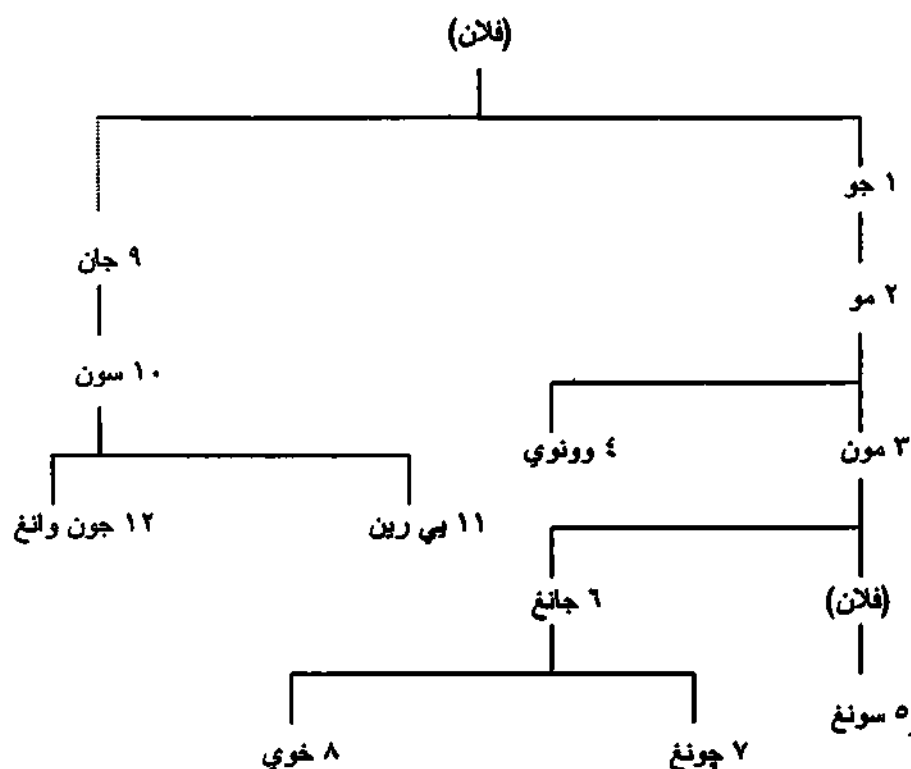 (فلان)
١ جو
٩ جان
٢ مو
١٠ سون
٣ مون
٤ وونوي
١١ يي رين
١٢ جون وانغ
(فلان)
٦ جانغ
٥ سونغ
٧ چونغ
٨ خوي